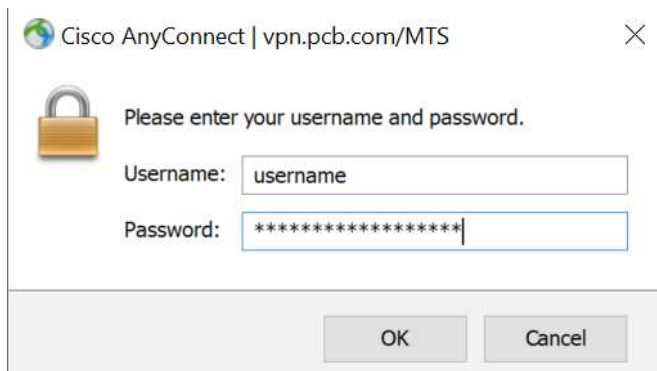 Cisco AnyConnect | vpn.pcb.com/MTS
Please enter your username and password.
Username: username
Password: ******************
OK Cancel